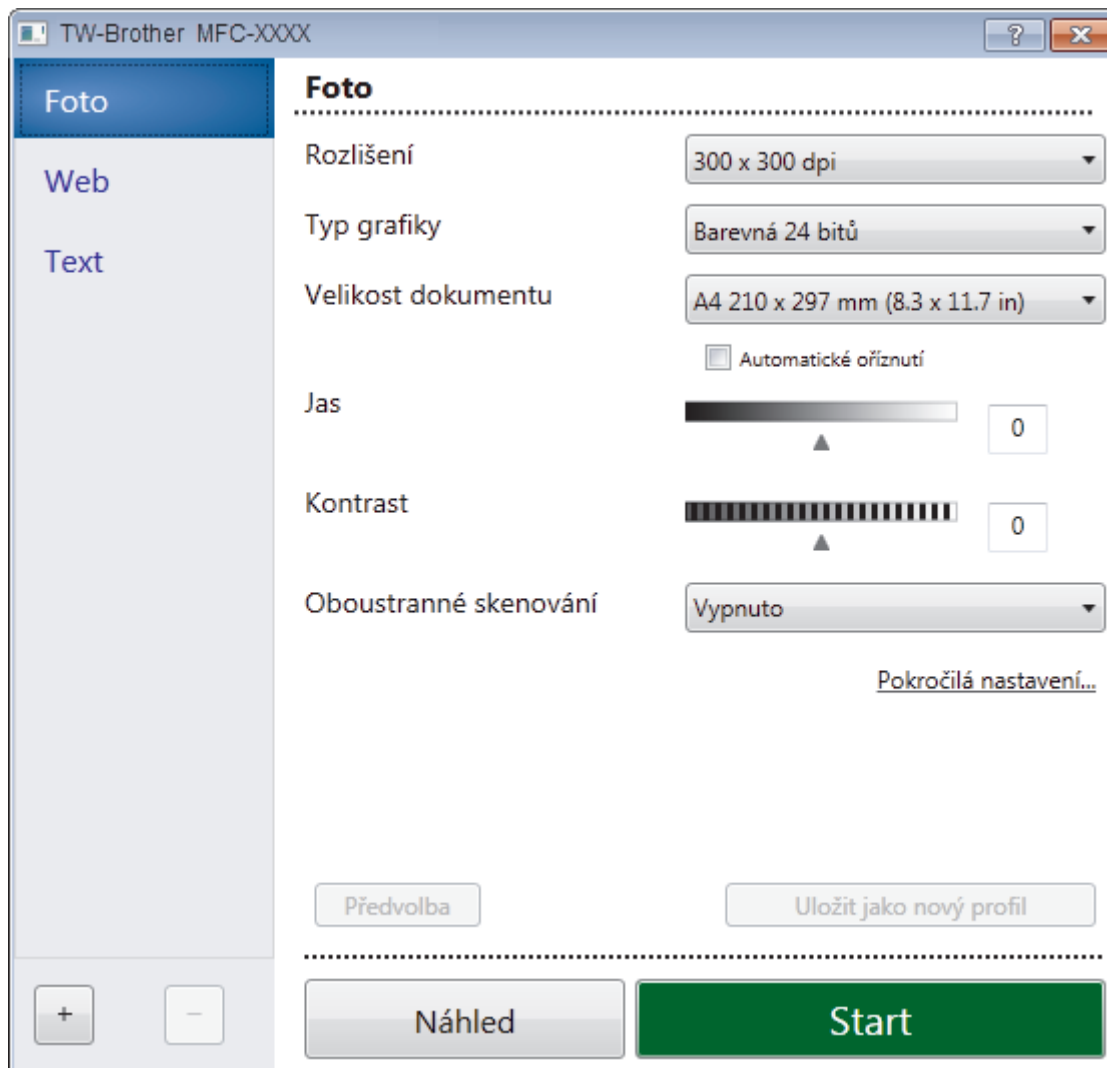 TW-Brother MFC-XXXX
?
Foto
Web
Text
Foto
Rozlišení
300 x 300 dpi
Typ grafiky
Barevná 24 bitů
Velikost dokumentu
A4 210 x 297 mm (8.3 x 11.7 in)
Automatické oříznutí
Jas
0
Kontrast
0
Oboustranné skenování
Vypnuto
Pokročilá nastavení...
Předvolba
Uložit jako nový profil
+
−
Náhled
Start